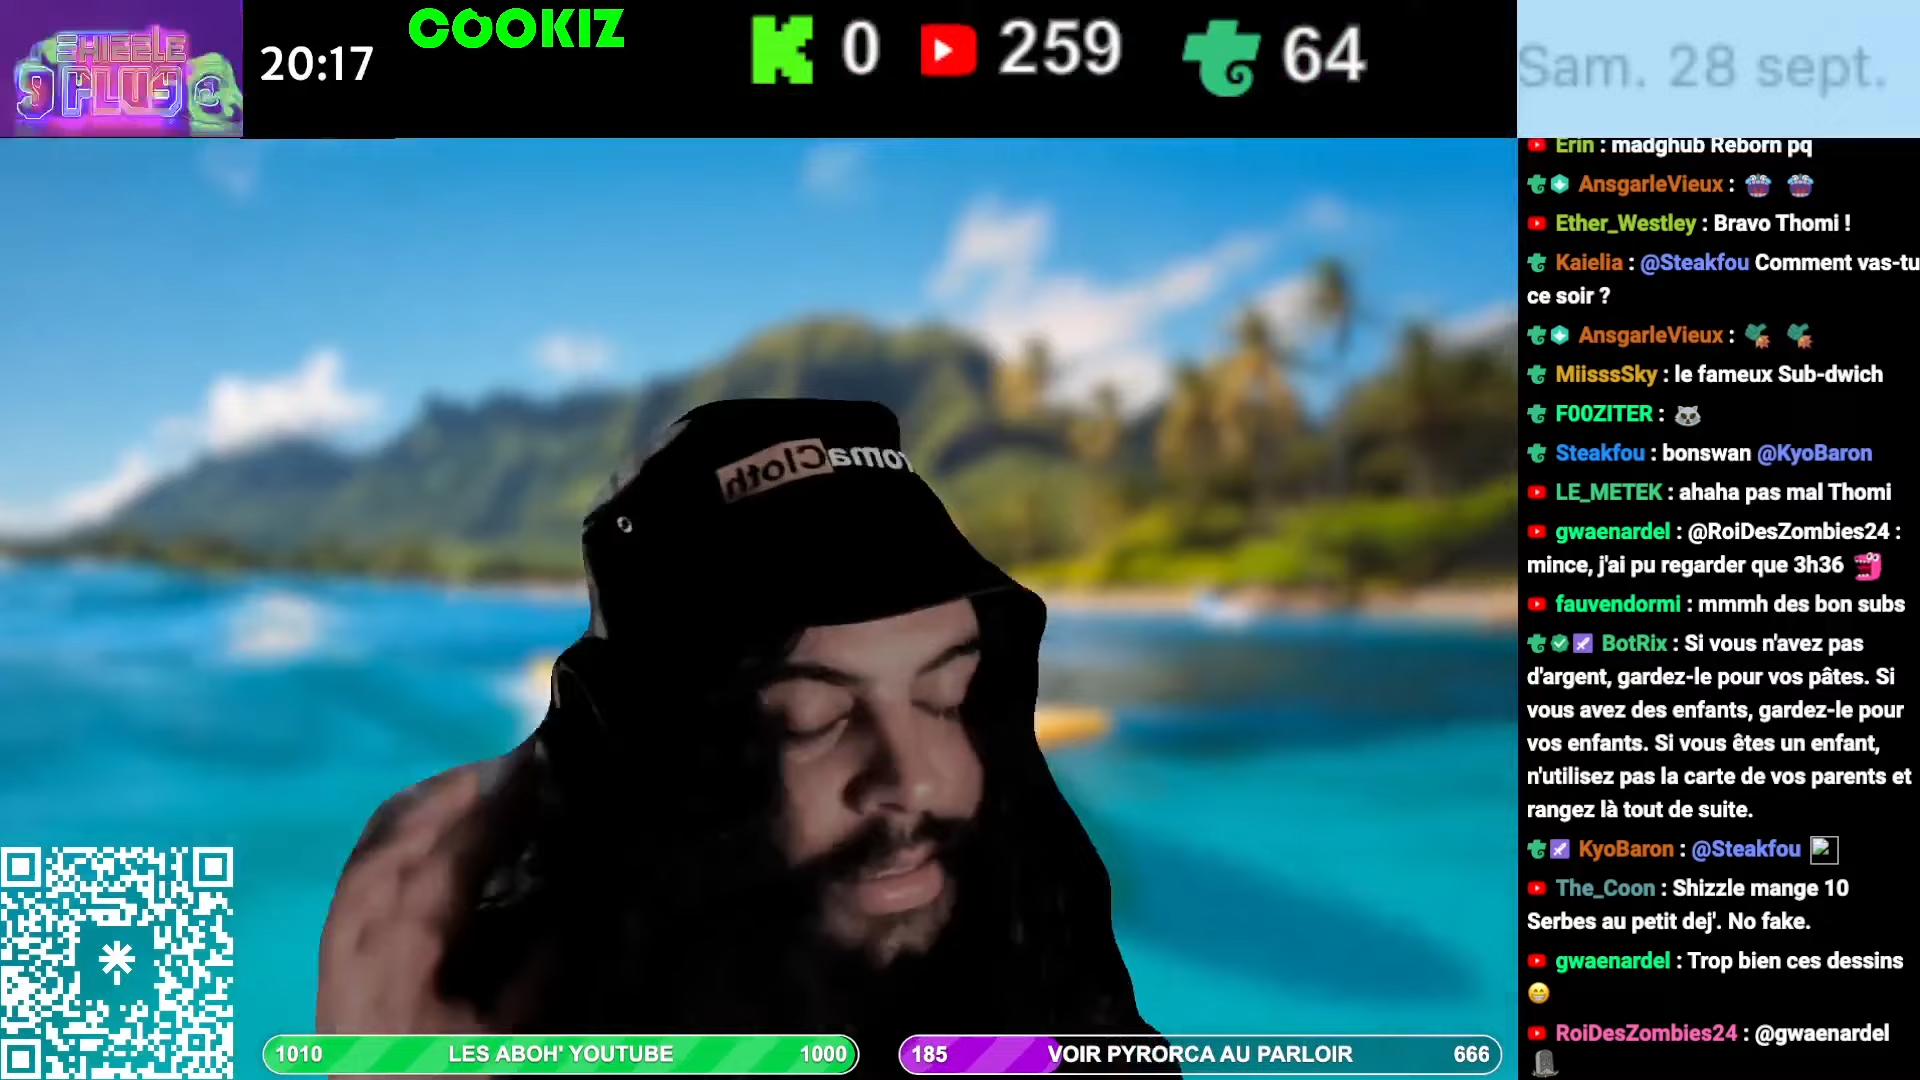 SHIZZLE
PLUG
20:17
COOKIZ
0
259
64
Sam. 28 sept.
Erin : madghub Reborn pq
AnsgarleVieux :
Ether_Westley : Bravo Thomi !
Kaielia : @Steakfou Comment vas-tu
ce soir ?
AnsgarleVieux :
MiisssSky : le fameux Sub-dwich
F00ZITER :
Steakfou : bonswan @KyoBaron
LE_METEK : ahaha pas mal Thomi
gwaenardel : @RoiDesZombies24 :
mince, j'ai pu regarder que 3h36
fauvendormi : mmmh des bon subs
BotRix : Si vous n'avez pas
d'argent, gardez-le pour vos pâtes. Si
vous avez des enfants, gardez-le pour
vos enfants. Si vous êtes un enfant,
n'utilisez pas la carte de vos parents et
rangez là tout de suite.
KyoBaron : @Steakfou
The_Coon : Shizzle mange 10
Serbes au petit dej'. No fake.
gwaenardel : Trop bien ces dessins
😁
RoiDesZombies24 : @gwaenardel
romaCloth
1010 LES ABOH' YOUTUBE 1000
185 VOIR PYRORCA AU PARLOIR 666